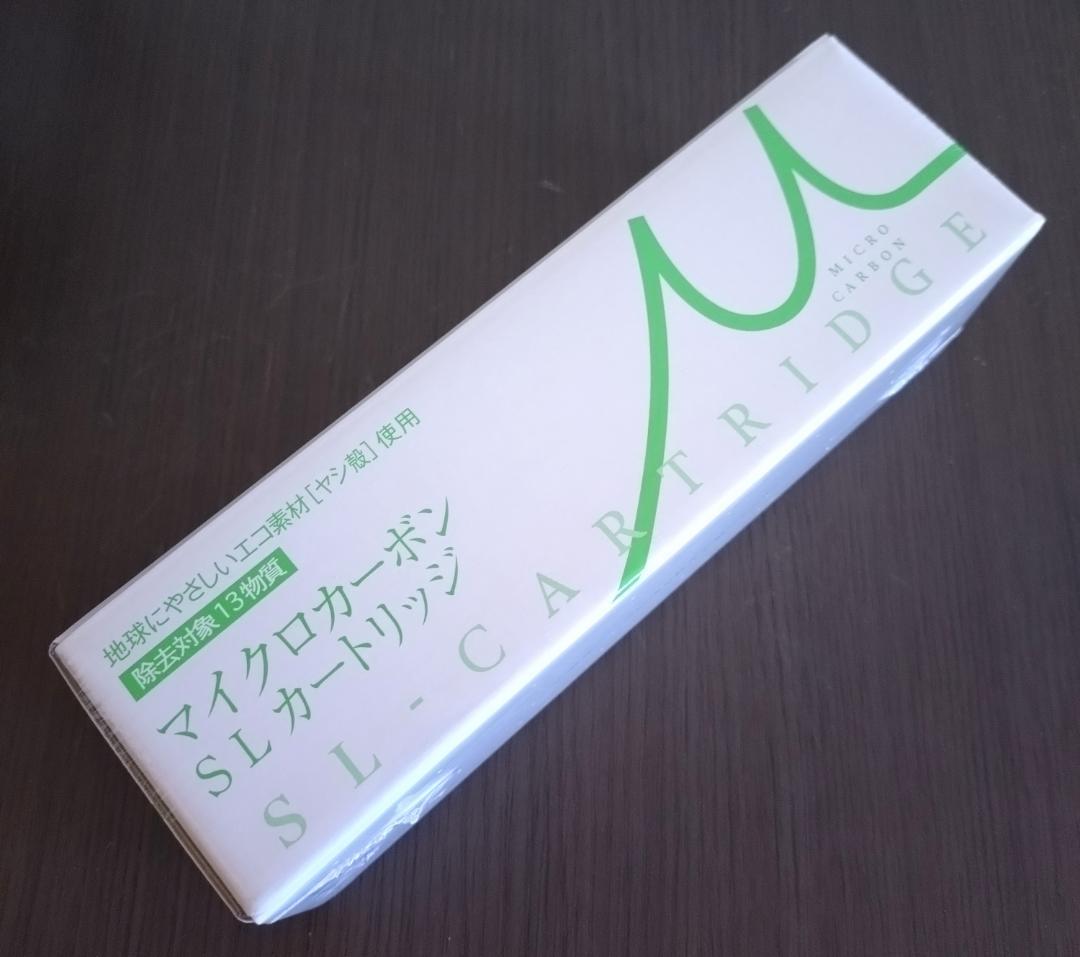 地球にやさしいエコ素材[ヤシ殻]使用
除去対象13物質
マイクロカーボン
SLカートリッジ
SL-CARTRIDGE
μ
MICRO
CARBON